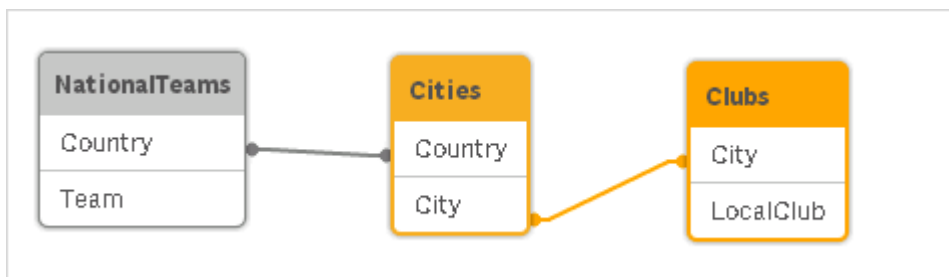 NationalTeams
Country
Team
Cities
Country
City
Clubs
City
LocalClub